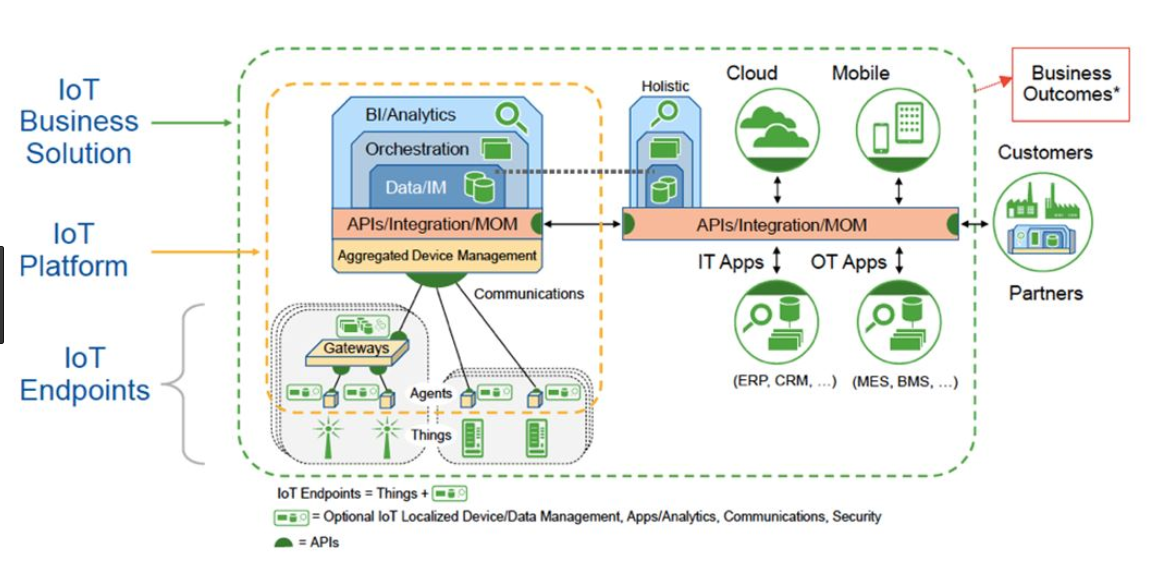 IoT
Business
Solution
IoT
Platform
IoT
Endpoints
BI/Analytics
Orchestration
Data/IM
APIs/Integration/MOM
Aggregated Device Management
Communications
Gateways
Agents
Things
Holistic
Cloud
Mobile
APIs/Integration/MOM
IT Apps
OT Apps
(ERP, CRM, ...)
(MES, BMS, ...)
Business
Outcomes*
Customers
Partners
IoT Endpoints = Things +
= Optional IoT Localized Device/Data Management, Apps/Analytics, Communications, Security
= APIs